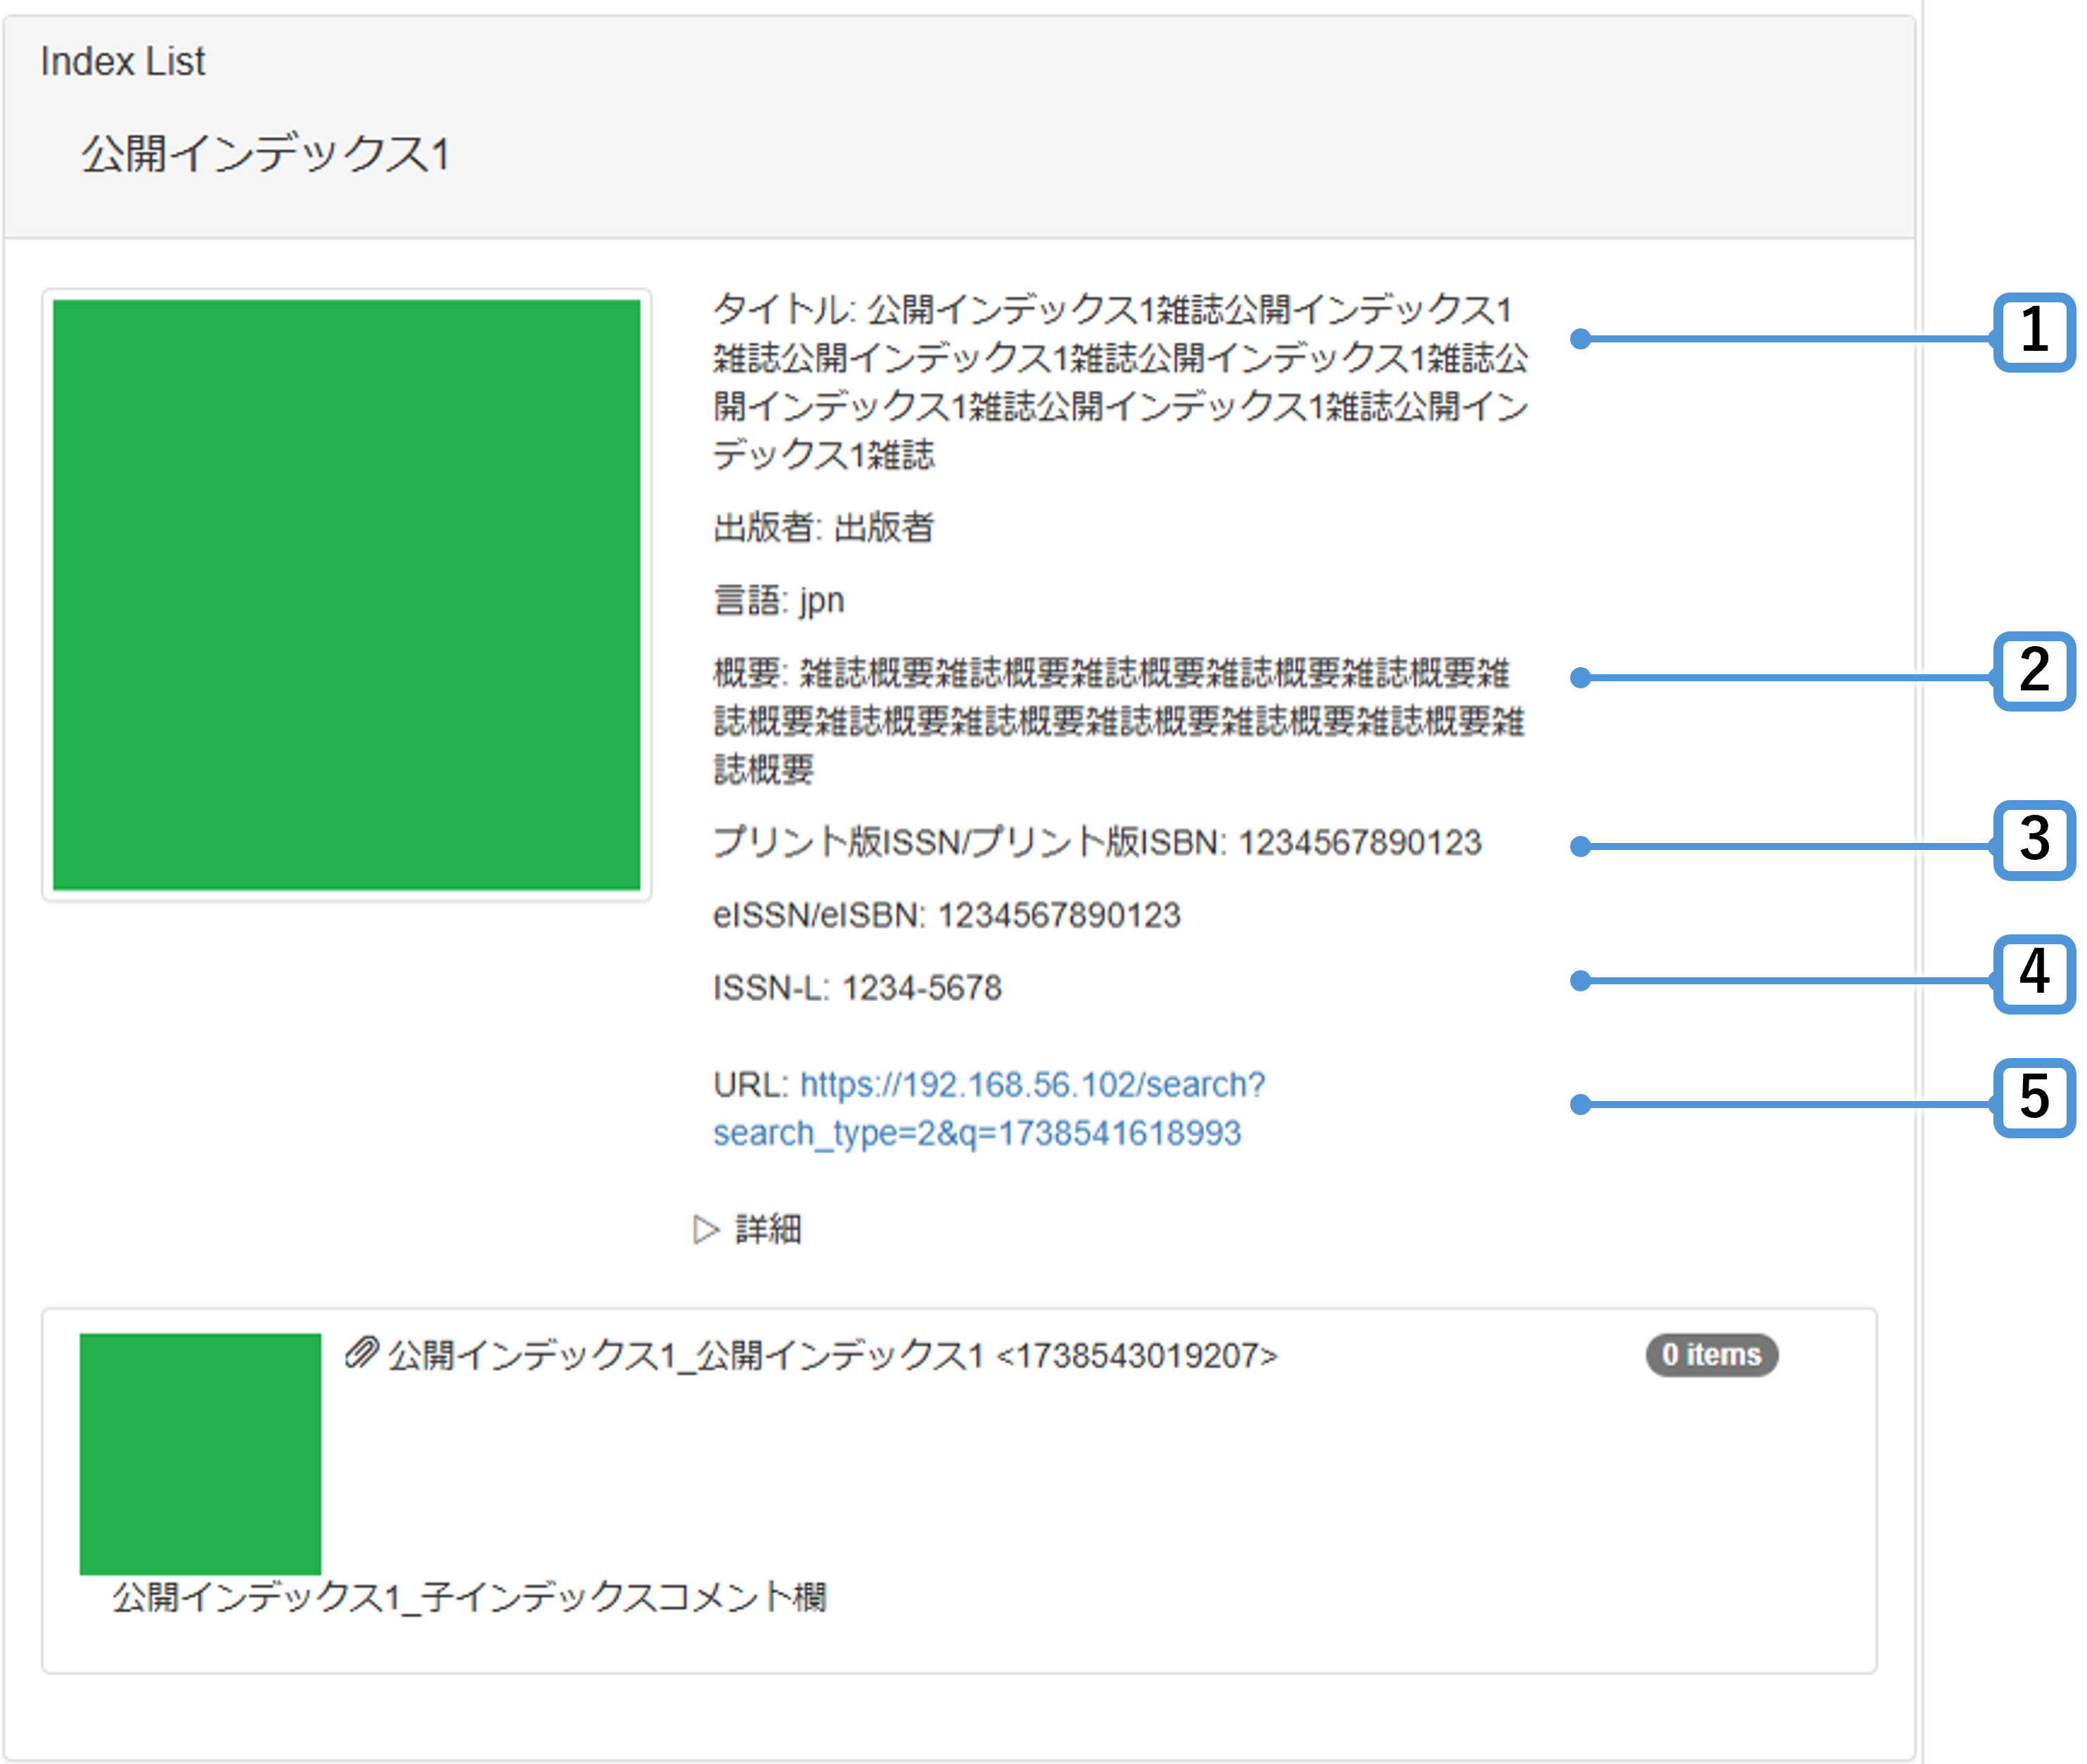 Index List
公開インデックス1
タイトル: 公開インデックス1雑誌公開インデックス1
雑誌公開インデックス1雑誌公開インデックス1雑誌公
開インデックス1雑誌公開インデックス1雑誌公開イン
デックス1雑誌
1
出版者: 出版者
言語: jpn
概要: 雑誌概要雑誌概要雑誌概要雑誌概要雑誌概要雑
誌概要雑誌概要雑誌概要雑誌概要雑誌概要雑誌概要雑
誌概要
2
プリント版ISSN/プリント版ISBN: 1234567890123
3
eISSN/eISBN: 1234567890123
ISSN-L: 1234-5678
4
URL: https://192.168.56.102/search?
search_type=2&q=1738541618993
5
▷ 詳細
公開インデックス1_公開インデックス1 <1738543019207>
0 items
公開インデックス1_子インデックスコメント欄